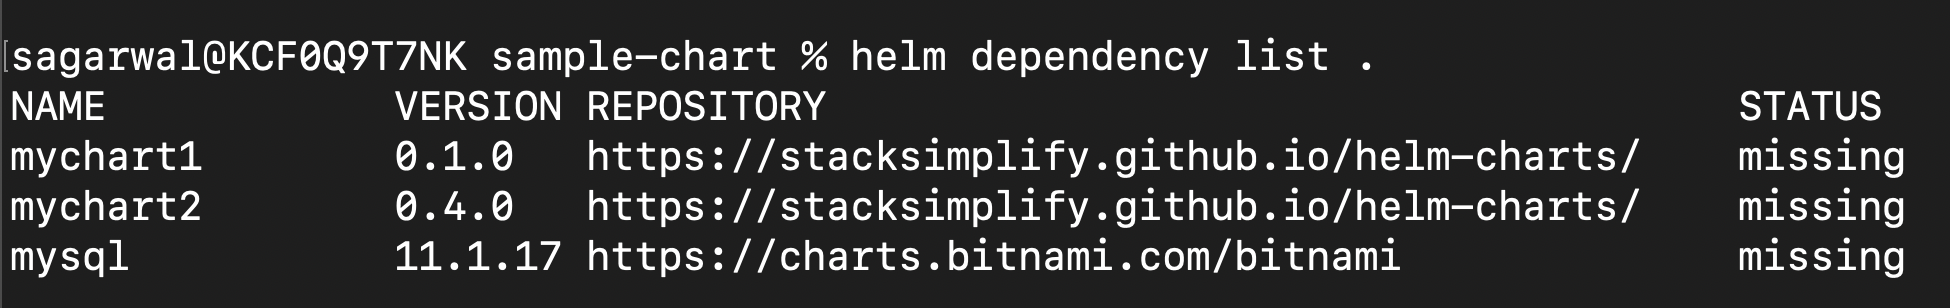 sagarwal@KCF0Q9T7NK sample-chart % helm dependency list .
NAME VERSION REPOSITORY STATUS
mychart1 0.1.0 https://stacksimplify.github.io/helm-charts/ missing
mychart2 0.4.0 https://stacksimplify.github.io/helm-charts/ missing
mysql 11.1.17 https://charts.bitnami.com/bitnami missing